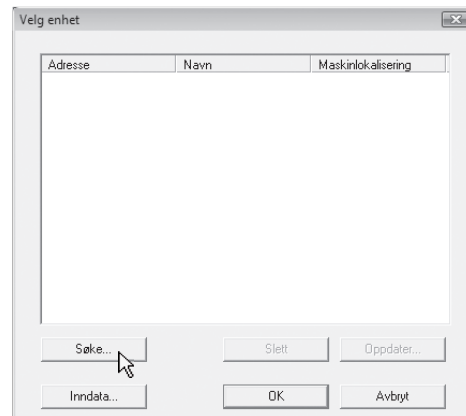 Velg enhet
Adresse Navn Maskinlokalisering
Søke... Slett Oppdater...
Inndata... OK Avbryt